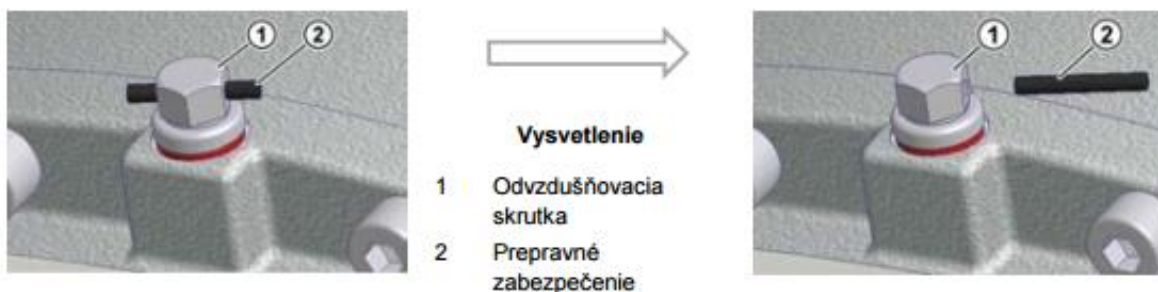 1
2
1
2
Vysvetlenie
1 Odvzdušňovacia
skrutka
2 Prepravné
zabezpečenie